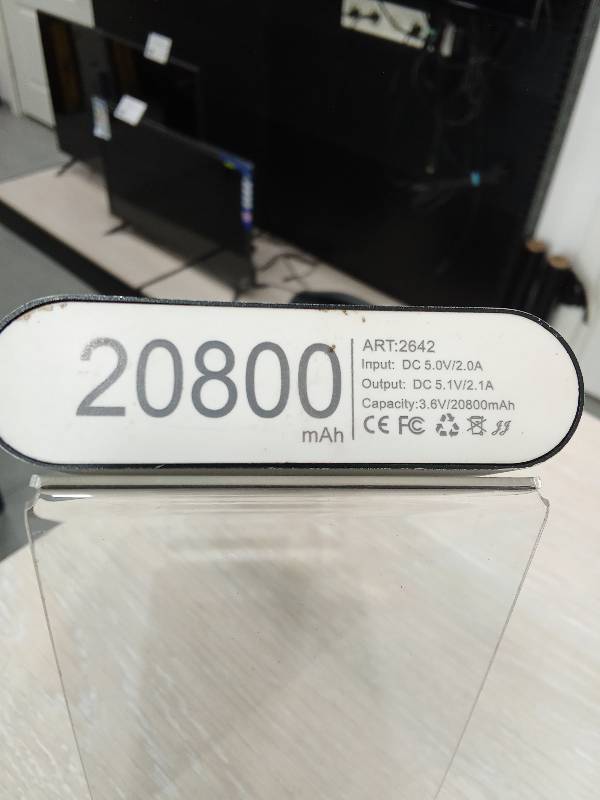 20800
mAh
ART:2642
Input: DC 5.0V/2.0A
Output: DC 5.1V/2.1A
Capacity:3.6V/20800mAh
CE FC